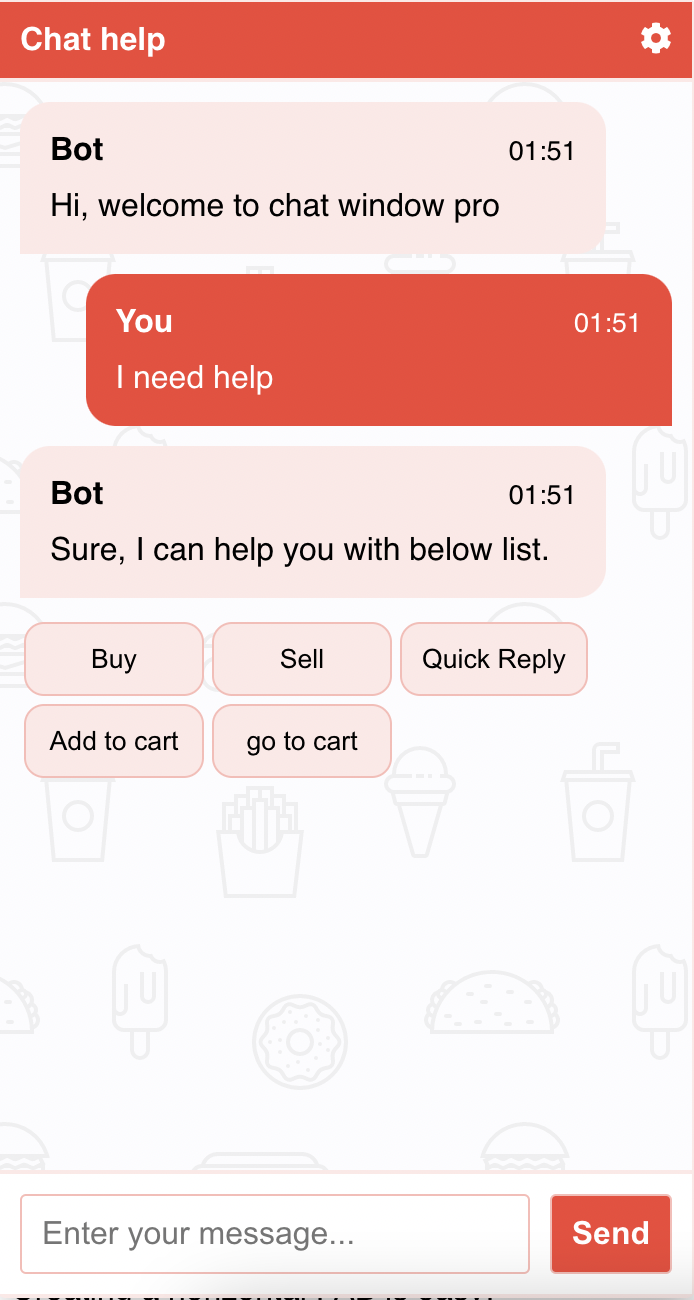 Chat help
Bot 01:51
Hi, welcome to chat window pro
You 01:51
I need help
Bot 01:51
Sure, I can help you with below list.
Buy Sell Quick Reply
Add to cart go to cart
Enter your message...
Send